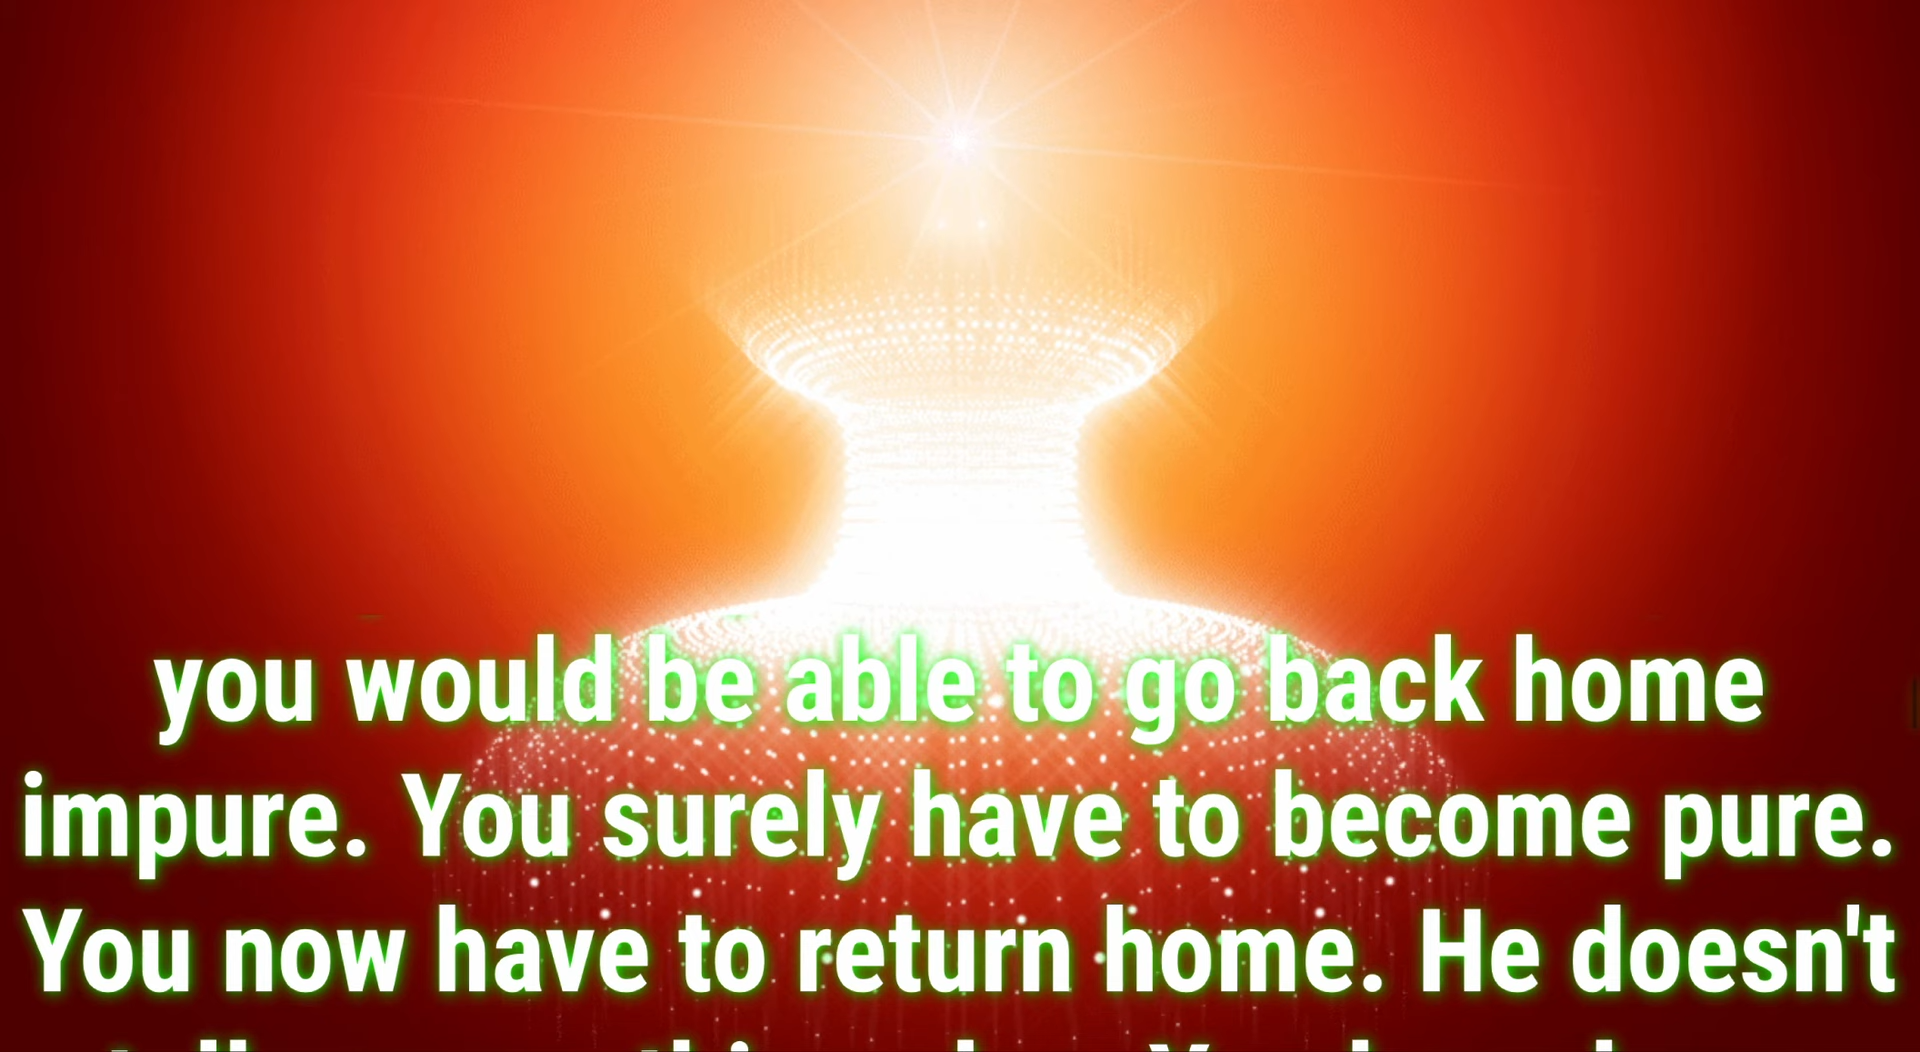 you would be able to go back home
impure. You surely have to become pure.
You now have to return home. He doesn't